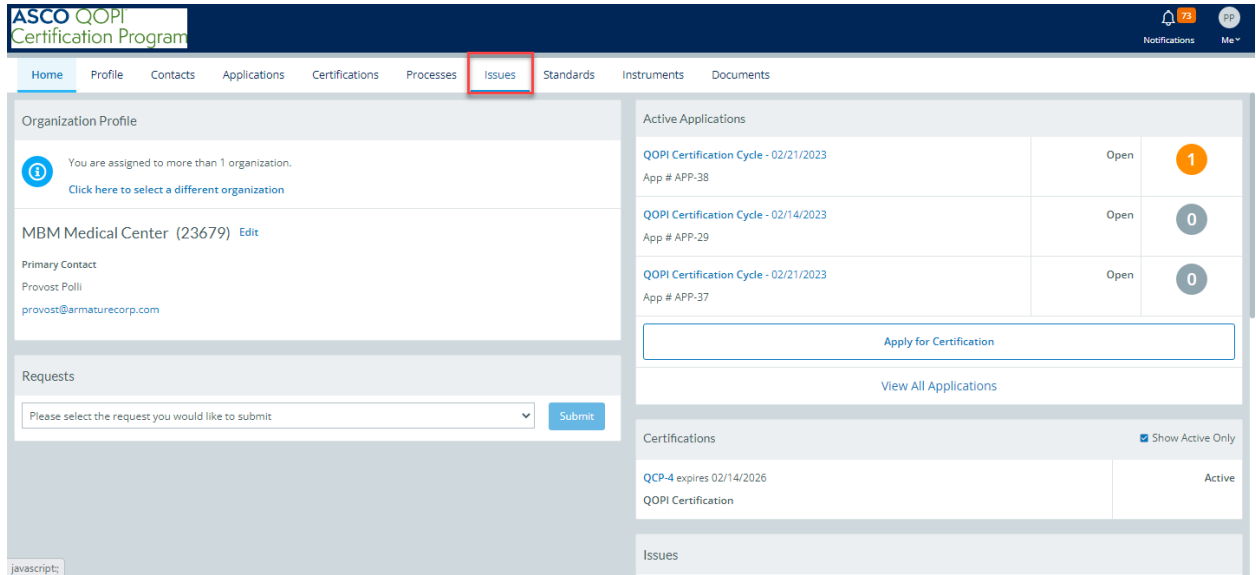 ASCO QOPI
Certification Program
73
PP
Notifications
Me
Home Profile Contacts Applications Certifications Processes Issues Standards Instruments Documents
Organization Profile
You are assigned to more than 1 organization.
Click here to select a different organization
MBM Medical Center (23679) Edit
Primary Contact
Provost Polli
provost@armaturecorp.com
Requests
Please select the request you would like to submit
Submit
Active Applications
QOPI Certification Cycle - 02/21/2023
App # APP-38
Open
1
QOPI Certification Cycle - 02/14/2023
App # APP-29
Open
0
QOPI Certification Cycle - 02/21/2023
App # APP-37
Open
0
Apply for Certification
View All Applications
Certifications
Show Active Only
QCP-4 expires 02/14/2026
QOPI Certification
Active
Issues
javascript:;